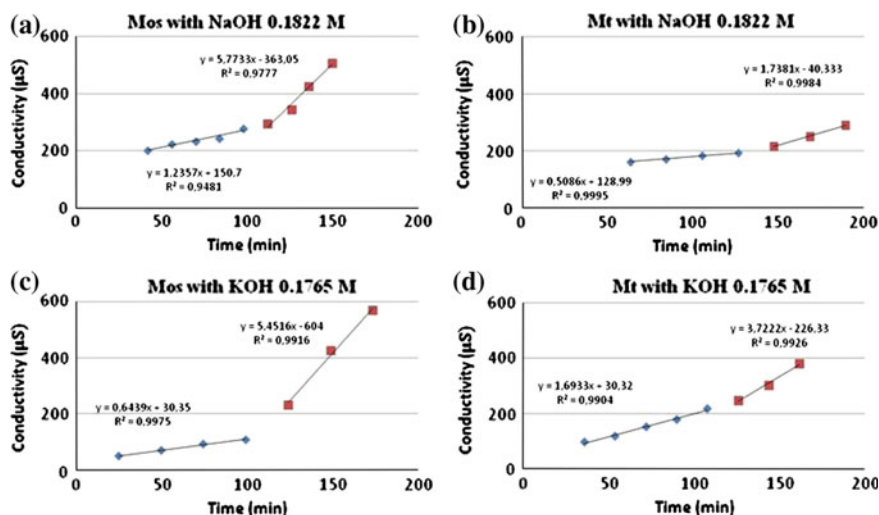 (a)
Mos with NaOH 0.1822 M
600
400
200
0
Conductivity (µS)
y = 5,7733x - 363,05
R² = 0.9777
y = 1.2357x + 150.7
R² = 0.9481
0 50 100 150 200
Time (min)
(b)
Mt with NaOH 0.1822 M
600
400
200
0
Conductivity (µS)
y = 1.7381x - 40.333
R² = 0.9984
y = 0.5086x + 128.99
R² = 0.9995
0 50 100 150 200
Time (min)
(c)
Mos with KOH 0.1765 M
600
400
200
0
Conductivity (µS)
y = 5.4516x - 604
R² = 0.9916
y = 0.6439x + 30.35
R² = 0.9975
0 50 100 150 200
Time (min)
(d)
Mt with KOH 0.1765 M
600
400
200
0
Conductivity (µS)
y = 3,7222x - 226.33
R² = 0.9926
y = 1.6933x + 30.32
R² = 0.9904
0 50 100 150 200
Time (min)